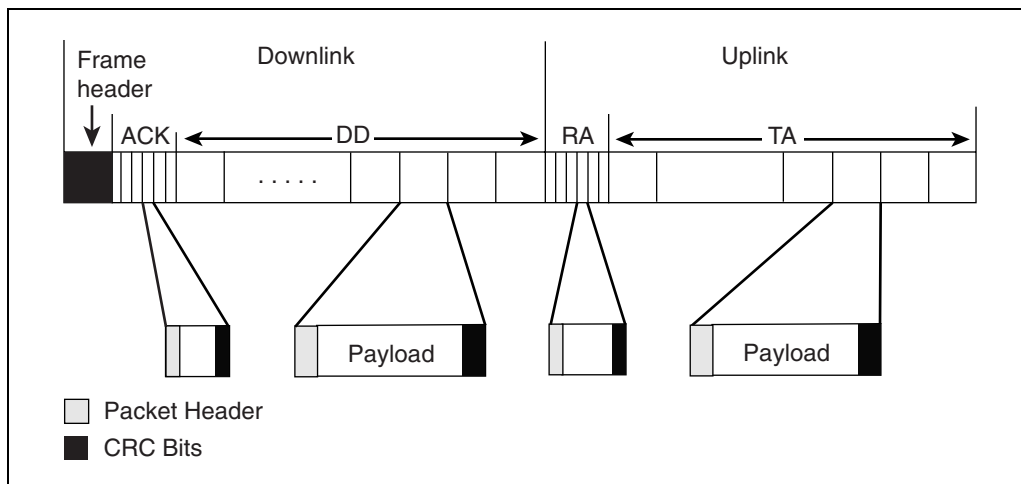 Frame
header
Downlink
Uplink
ACK
DD
RA
TA
. . . . .
Payload
Payload
Packet Header
CRC Bits